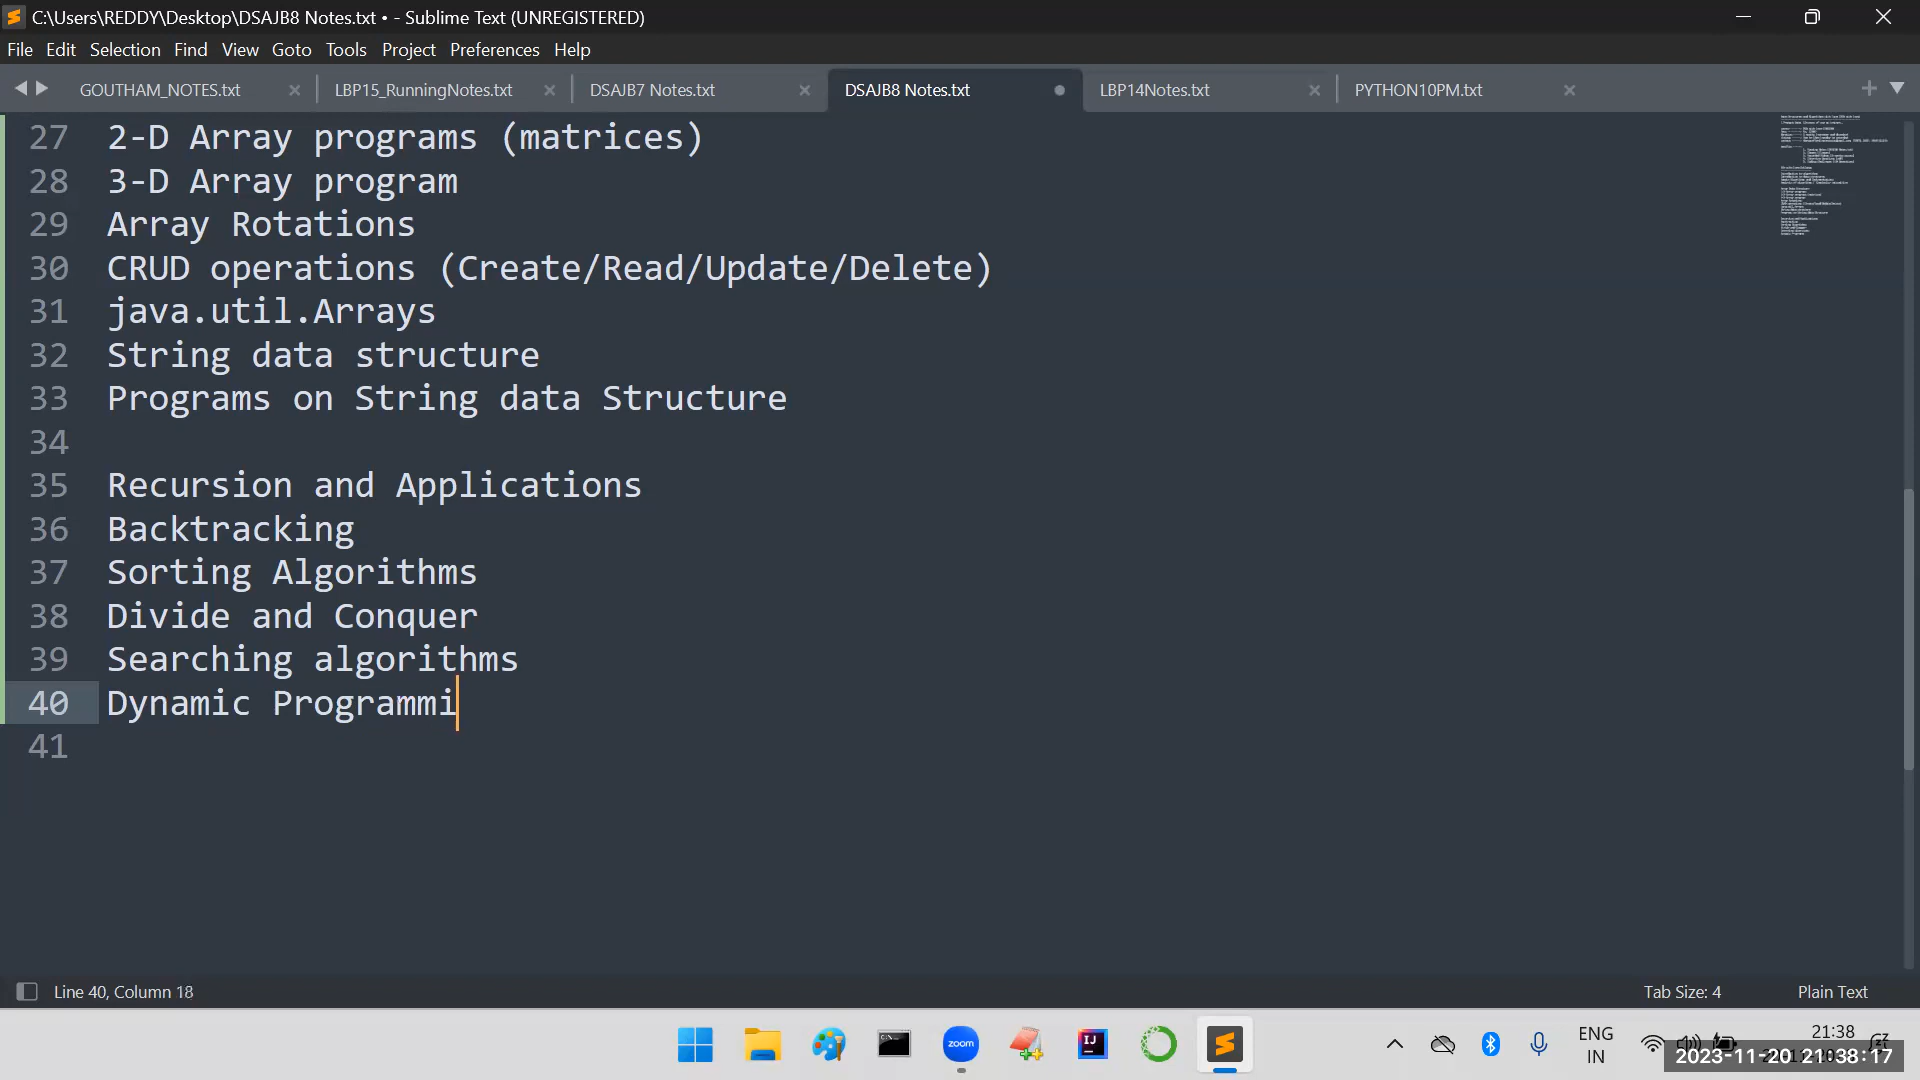 C:\Users\REDDY\Desktop\DSAJB8 Notes.txt • - Sublime Text (UNREGISTERED)
File Edit Selection Find View Goto Tools Project Preferences Help
GOUTHAM_NOTES.txt LBP15_RunningNotes.txt DSAJB7 Notes.txt DSAJB8 Notes.txt LBP14Notes.txt PYTHON10PM.txt
27 2-D Array programs (matrices)
28 3-D Array program
29 Array Rotations
30 CRUD operations (Create/Read/Update/Delete)
31 java.util.Arrays
32 String data structure
33 Programs on String data Structure
34
35 Recursion and Applications
36 Backtracking
37 Sorting Algorithms
38 Divide and Conquer
39 Searching algorithms
40 Dynamic Programmi
41
Line 40, Column 18 Tab Size: 4 Plain Text
zoom IJ
ENG
IN
21:38
2023-11-20 21:38:17